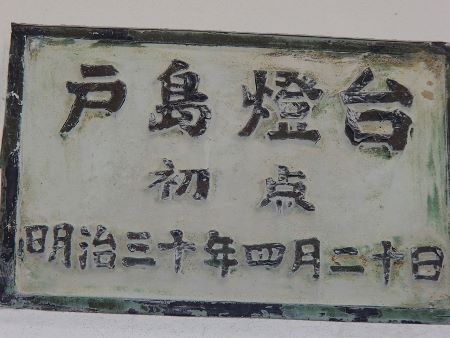 戸島燈台
初点
明治三十年四月二十日